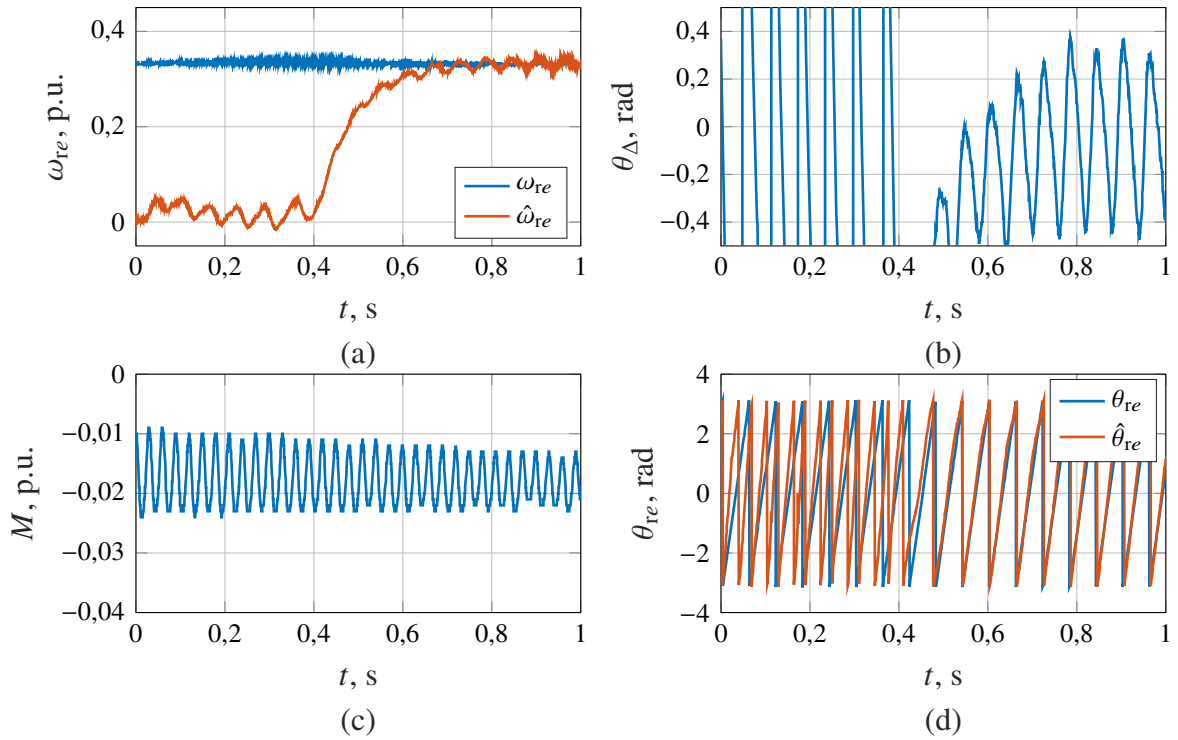 0,4
0,2
0
ω_re, p.u.
ω_re
ω̂_re
0 0,2 0,4 0,6 0,8 1
t, s
(a)
0,4
0,2
0
−0,2
−0,4
θ_Δ, rad
0 0,2 0,4 0,6 0,8 1
t, s
(b)
0
−0,01
−0,02
−0,03
−0,04
M, p.u.
0 0,2 0,4 0,6 0,8 1
t, s
(c)
4
2
0
−2
−4
θ_re, rad
θ_re
θ̂_re
0 0,2 0,4 0,6 0,8 1
t, s
(d)